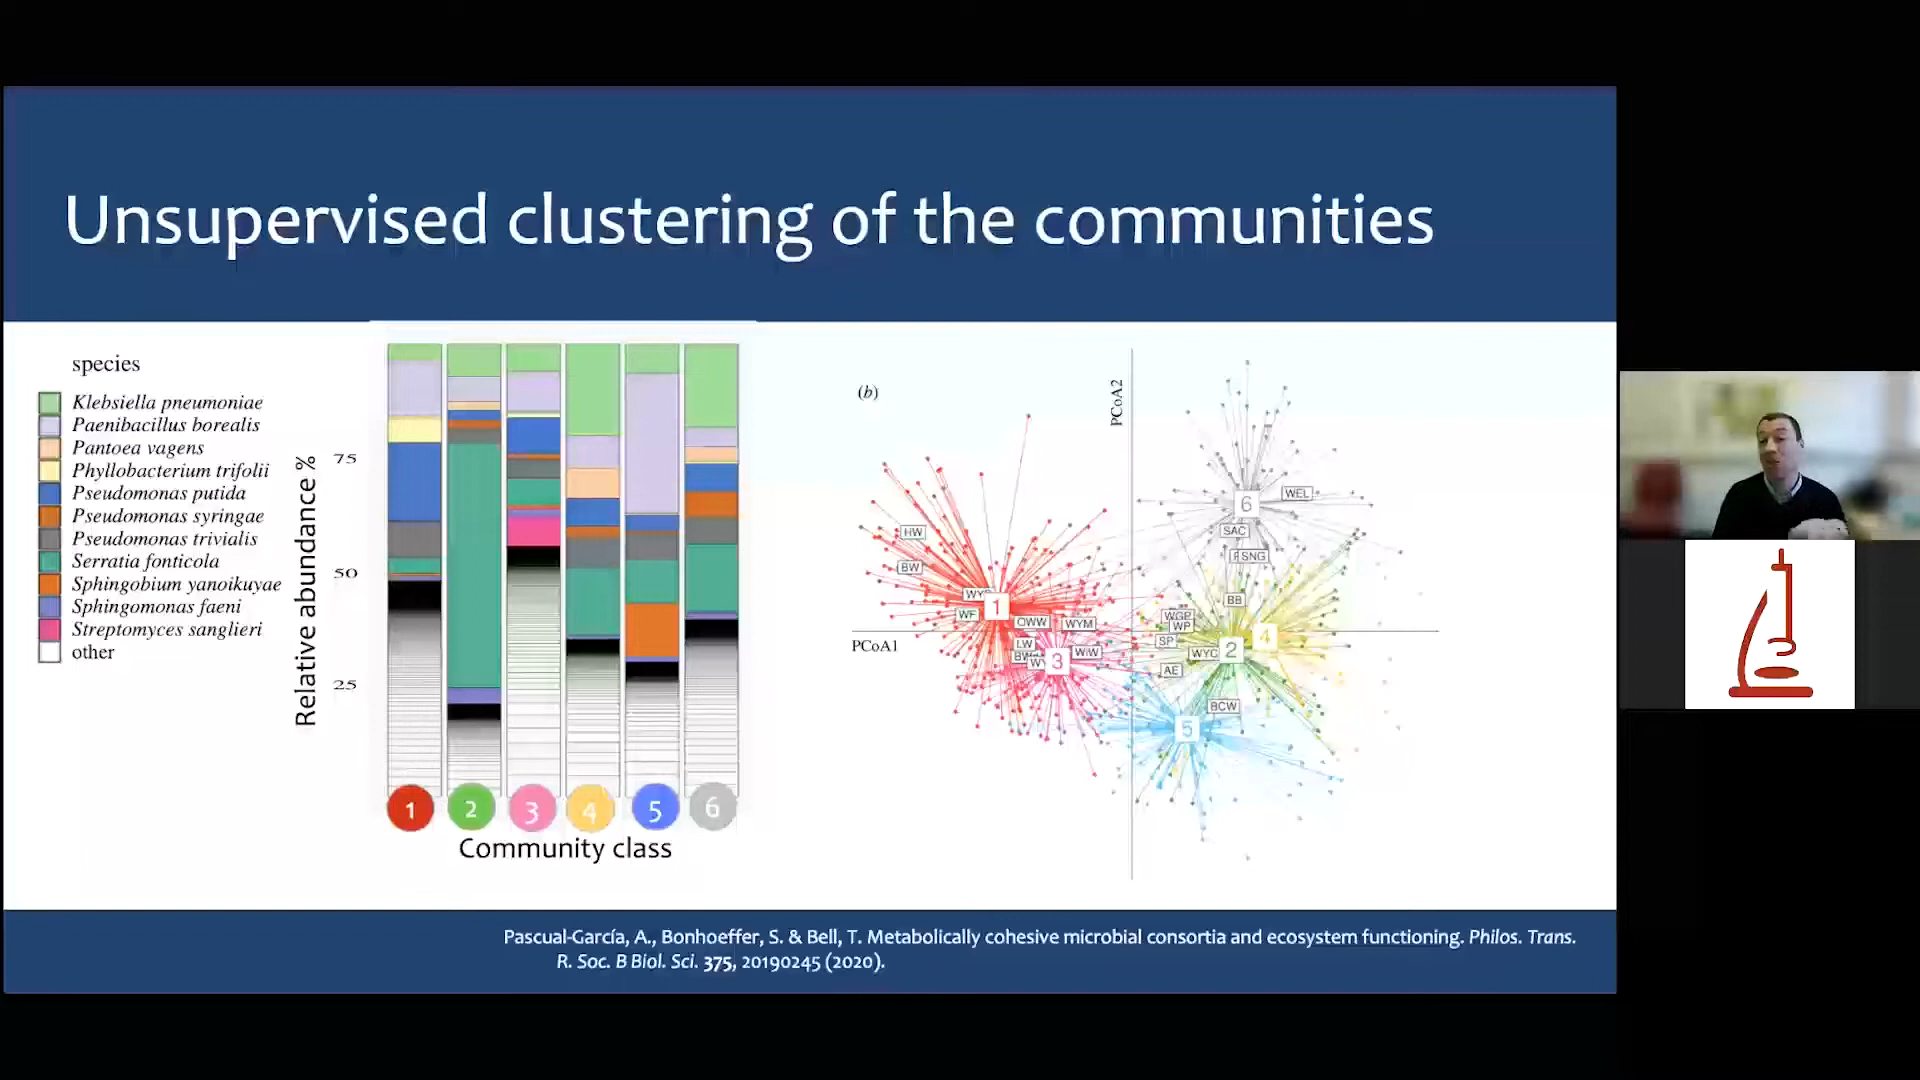 Unsupervised clustering of the communities
species
Klebsiella pneumoniae
Paenibacillus borealis
Pantoea vagens
Phyllobacterium trifolii
Pseudomonas putida
Pseudomonas syringae
Pseudomonas trivialis
Serratia fonticola
Sphingobium yanoikuyae
Sphingomonas faeni
Streptomyces sanglieri
other
Relative abundance %
75
50
25
1 2 3 4 5 6
Community class
(b)
PCoA2
PCoA1
HW
BW
WF
1
OWW
WYM
LW
WIW
3
6
WEL
SAC
SNG
BB
WGP
WP
SP
WYC
2
4
AE
BCW
5
Pascual-García, A., Bonhoeffer, S. & Bell, T. Metabolically cohesive microbial consortia and ecosystem functioning. Philos. Trans.
R. Soc. B Biol. Sci. 375, 20190245 (2020).